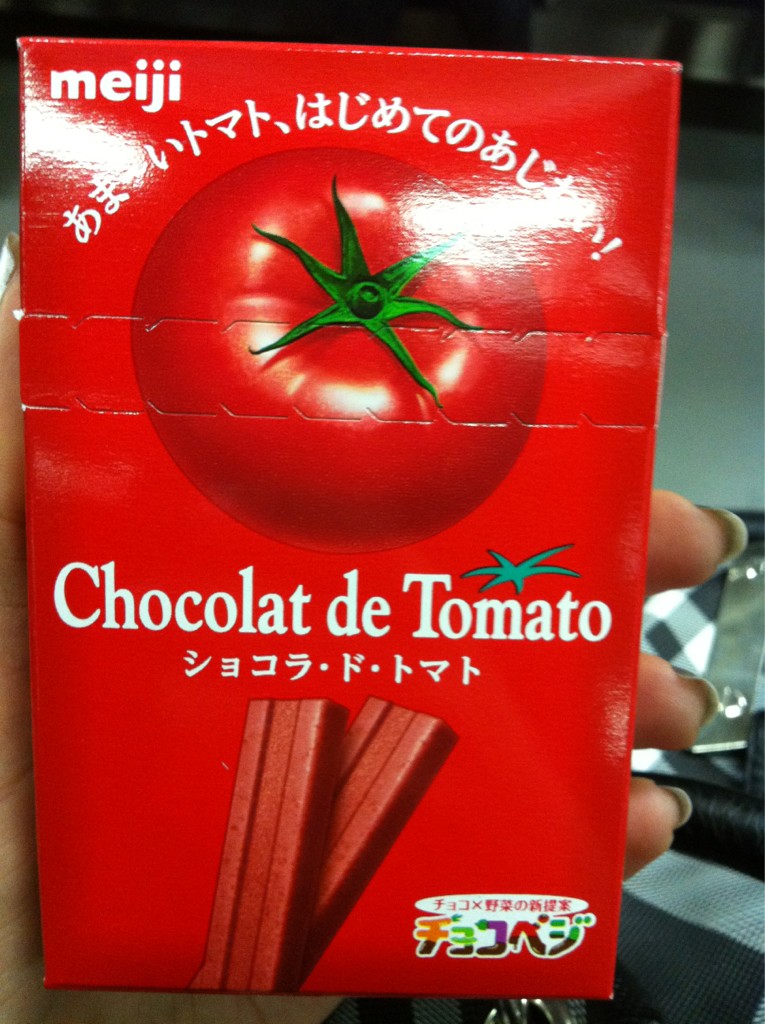 meiji
あま いトマト、はじめてのあじわい!
Chocolat de Tomato
ショコラ・ド・トマト
チョコ×野菜の新提案
チョコベジ